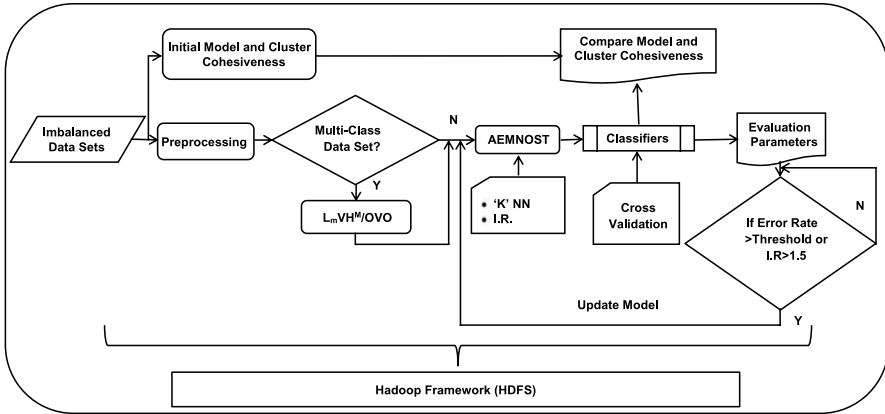 Initial Model and Cluster
Cohesiveness
Compare Model and
Cluster Cohesiveness
Imbalanced
Data Sets
Preprocessing
Multi-Class
Data Set?
N
AEMNOST
Classifiers
Evaluation
Parameters
Y
LmVHᴹ/OVO
'K' NN
I.R.
Cross
Validation
If Error Rate
>Threshold or
I.R>1.5
N
Update Model
Y
Hadoop Framework (HDFS)